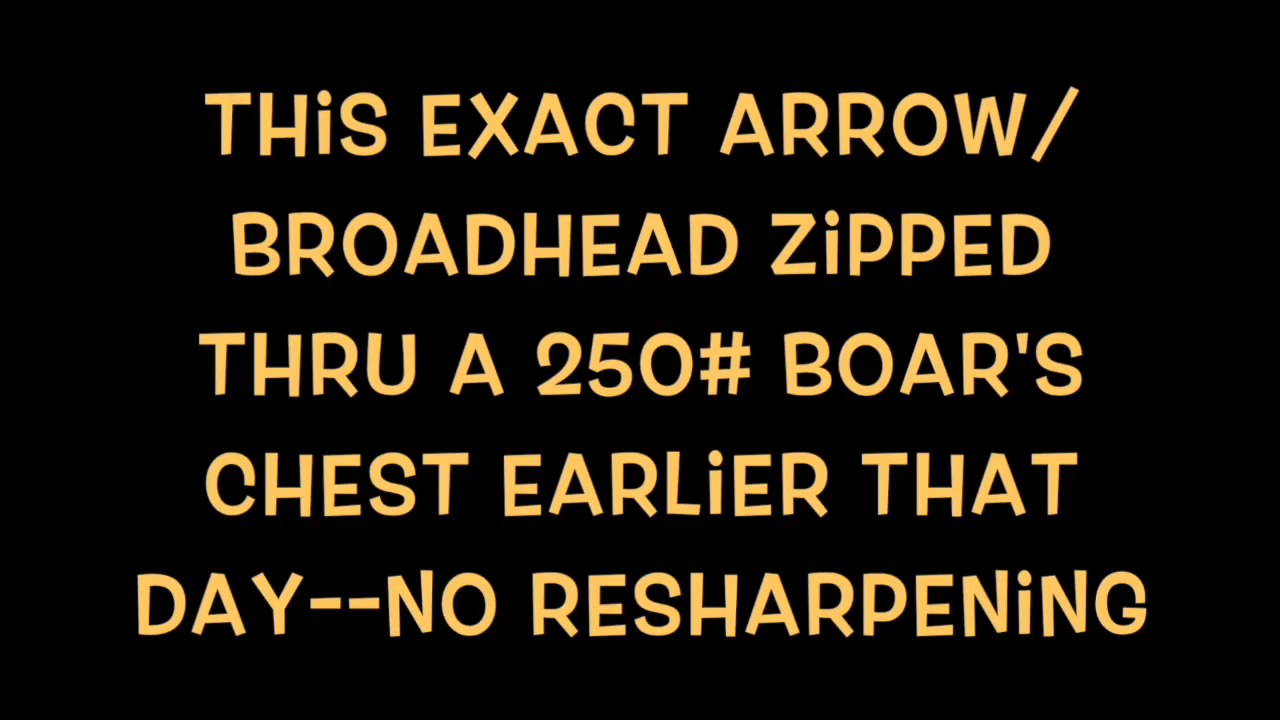 THiS EXACT ARROW/
BROADHEAD ZiPPED
THRU A 250# BOAR'S
CHEST EARLiER THAT
DAY--NO RESHARPENiNG